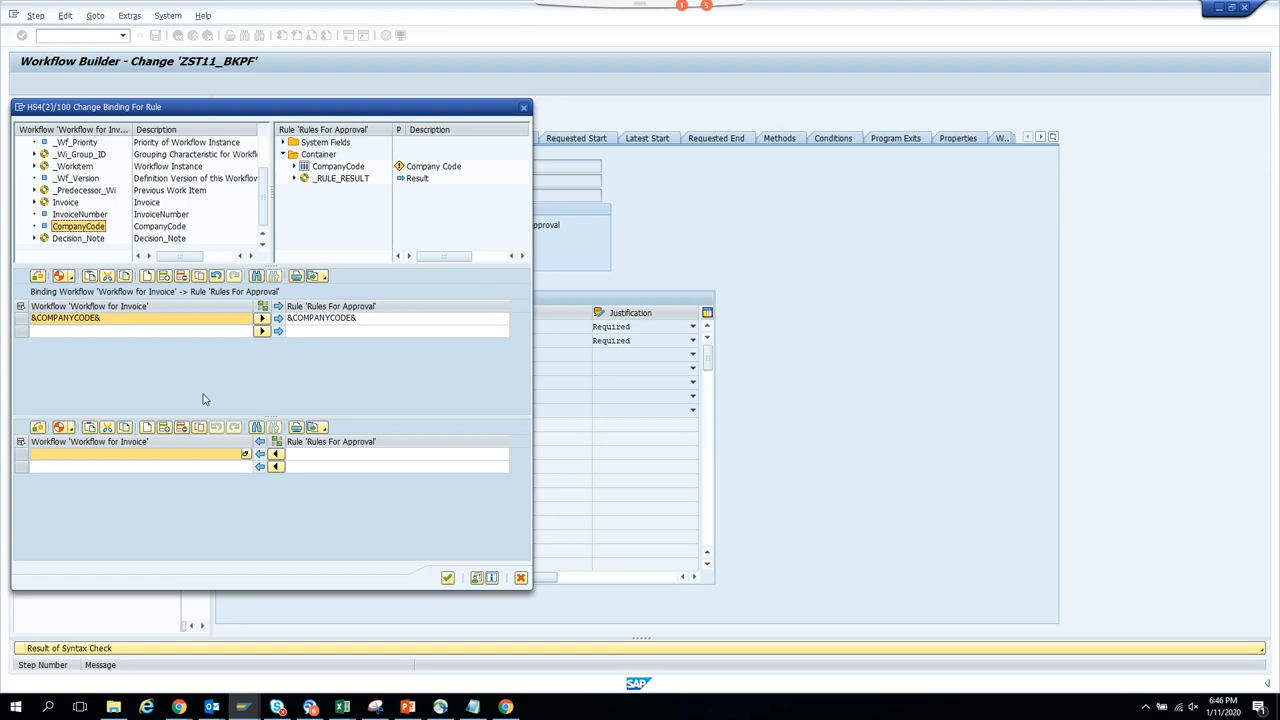 1
5
Step Edit Goto Extras System Help
Workflow Builder - Change 'ZST11_BKPF'
HS4(2)/100 Change Binding For Rule
Workflow 'Workflow for Inv... Description
_Wf_Priority Priority of Workflow Instance
_Wi_Group_ID Grouping Characteristic for Workfl
_Workitem Workflow Instance
_Wf_Version Definition Version of this Workflow
_Predecessor_Wi Previous Work Item
Invoice Invoice
InvoiceNumber InvoiceNumber
CompanyCode CompanyCode
Decision_Note Decision_Note
Rule 'Rules For Approval' P Description
System Fields
Container
CompanyCode Company Code
_RULE_RESULT Result
Requested Start Latest Start Requested End Methods Conditions Program Exits Properties W...
pproval
Binding Workflow 'Workflow for Invoice' -> Rule 'Rules For Approval'
Workflow 'Workflow for Invoice' Rule 'Rules For Approval'
&COMPANYCODE& &COMPANYCODE&
Justification
Required
Required
Workflow 'Workflow for Invoice' Rule 'Rules For Approval'
Result of Syntax Check
Step Number Message
SAP
6:46 PM
1/11/2020